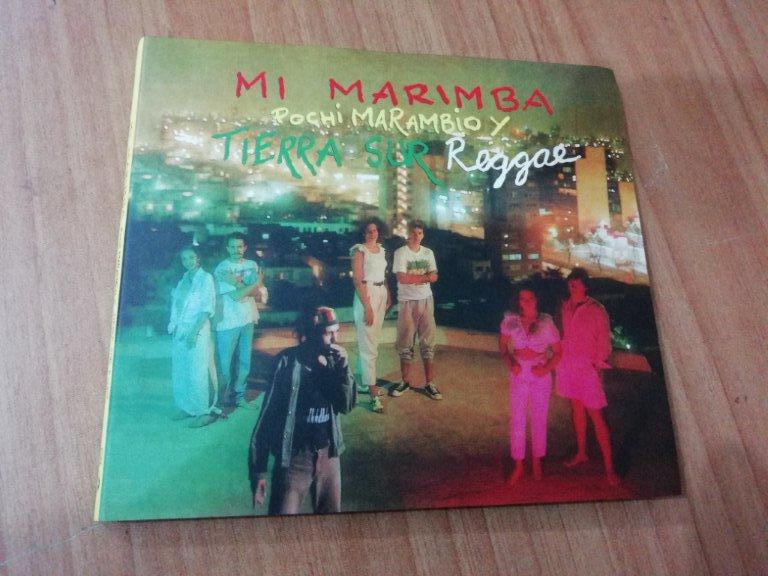 MI MARIMBA
POCHi MARAMBIO Y
TIERRA SUR Reggae